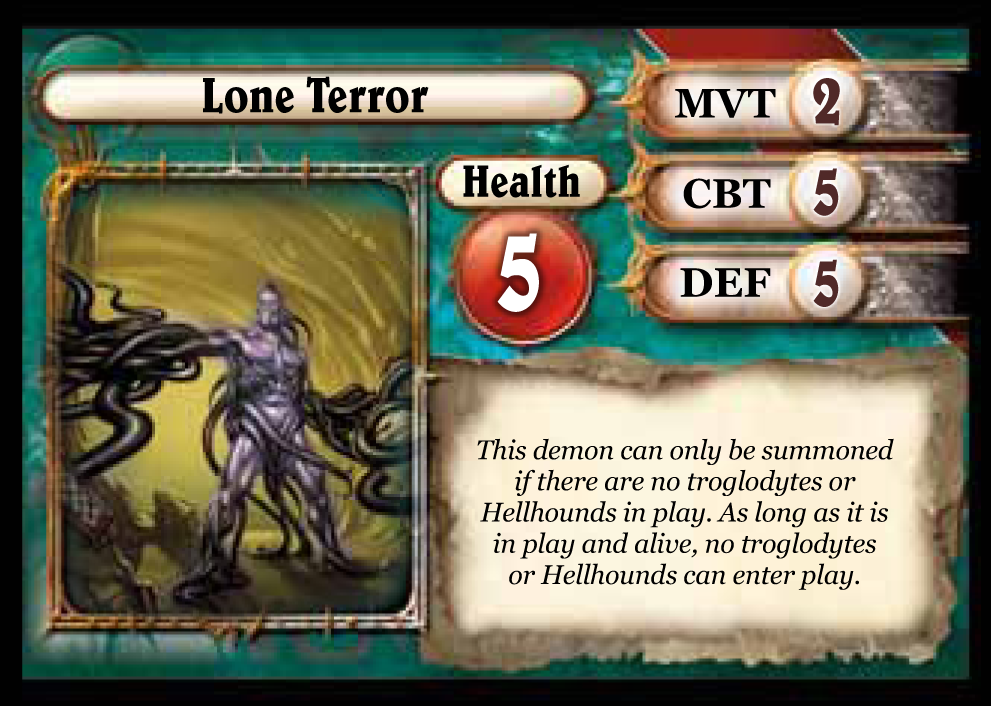 Lone Terror
MVT 2
Health
CBT 5
5
DEF 5
This demon can only be summoned
if there are no troglodytes or
Hellhounds in play. As long as it is
in play and alive, no troglodytes
or Hellhounds can enter play.